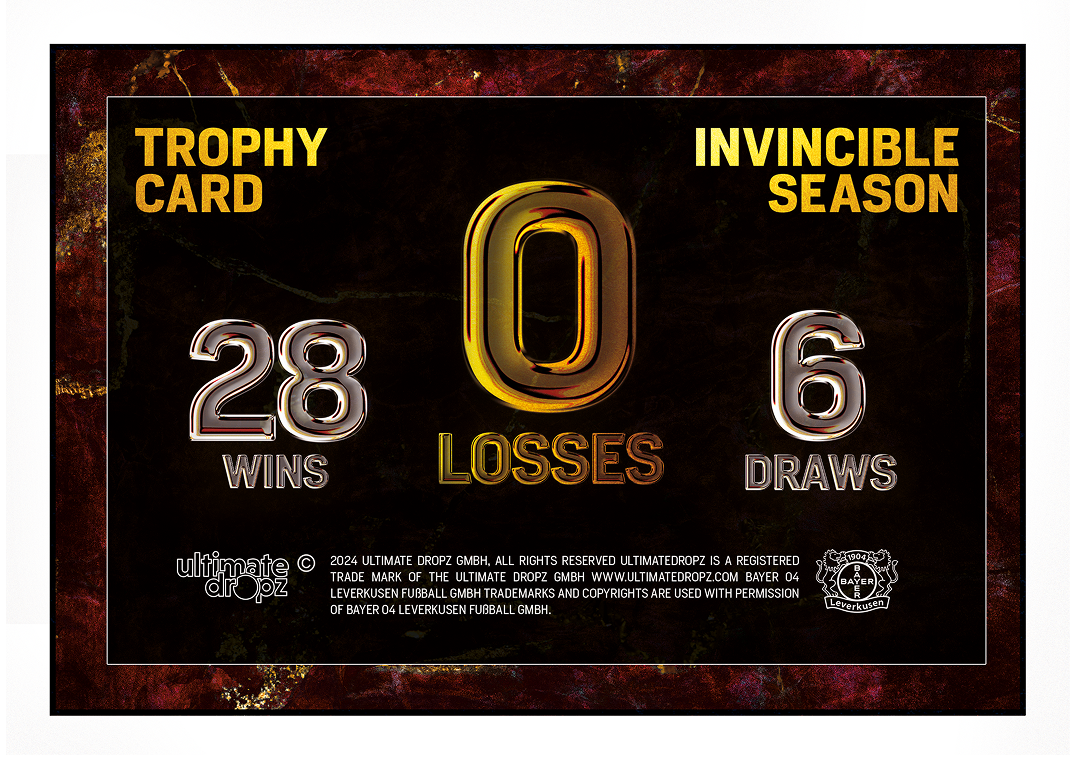 TROPHY
CARD
INVINCIBLE
SEASON
0
LOSSES
28
WINS
6
DRAWS
ultimate
dropz
©
2024 ULTIMATE DROPZ GMBH, ALL RIGHTS RESERVED ULTIMATEDROPZ IS A REGISTERED
TRADE MARK OF THE ULTIMATE DROPZ GMBH WWW.ULTIMATEDROPZ.COM BAYER 04
LEVERKUSEN FUßBALL GMBH TRADEMARKS AND COPYRIGHTS ARE USED WITH PERMISSION
OF BAYER 04 LEVERKUSEN FUßBALL GMBH.
1904
BAYER
BAYER
Leverkusen